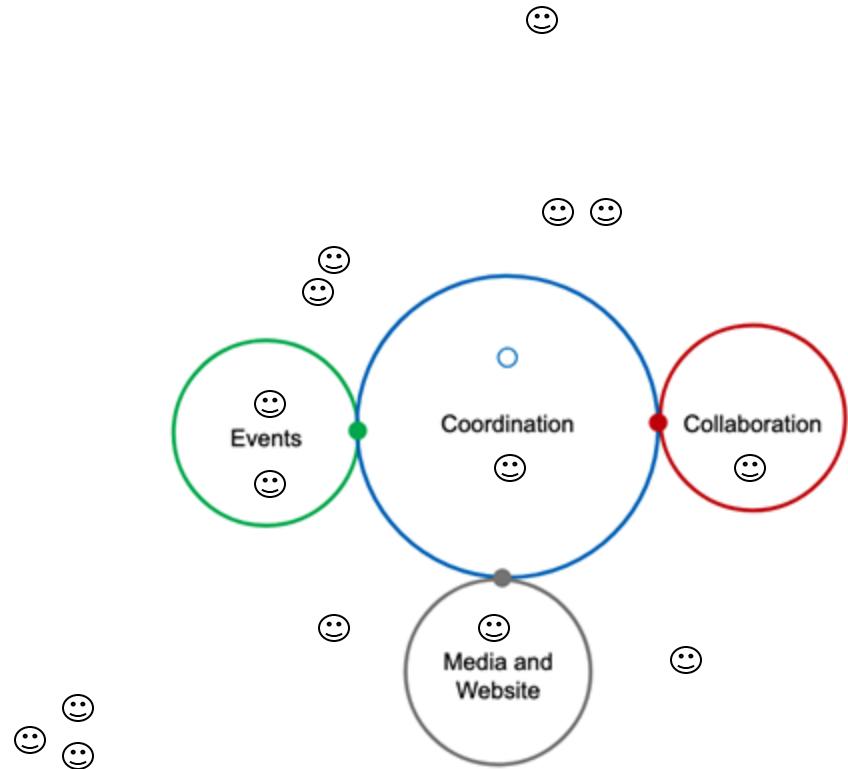 Events
Coordination
Collaboration
Media and
Website